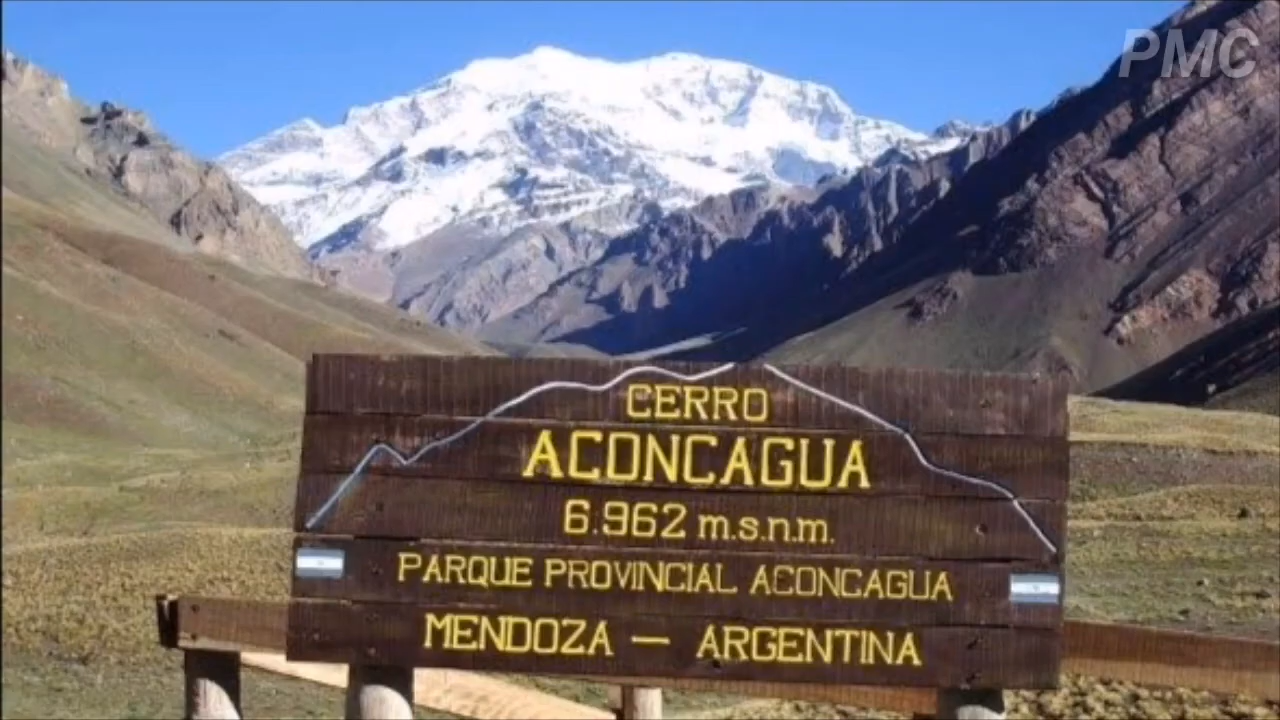 PMC
CERRO
ACONCAGUA
6.962 m.s.n.m.
PARQUE PROVINCIAL ACONCAGUA
MENDOZA — ARGENTINA